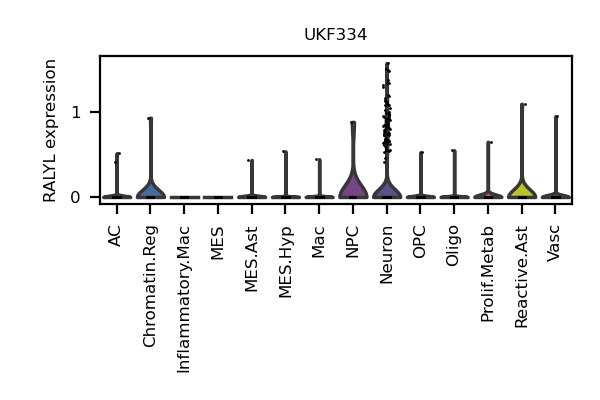 UKF334
RALYL expression
1
0
AC
Chromatin.Reg
Inflammatory.Mac
MES
MES.Ast
MES.Hyp
Mac
NPC
Neuron
OPC
Oligo
Prolif.Metab
Reactive.Ast
Vasc